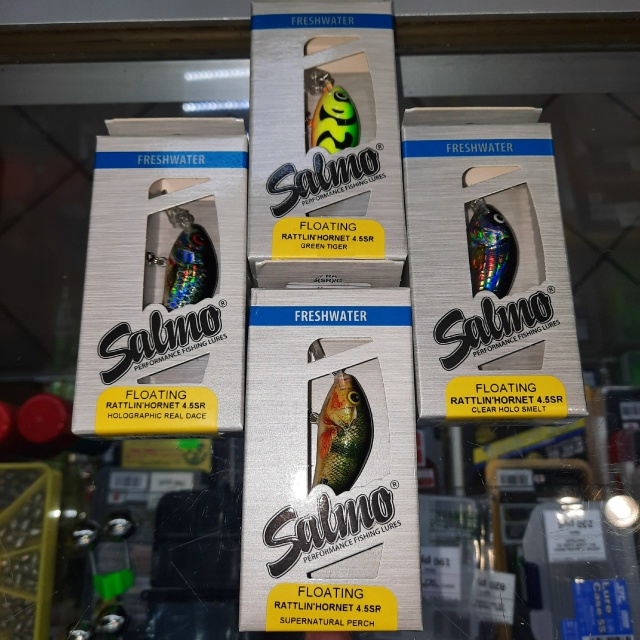 FRESHWATER
Salmo®
PERFORMANCE FISHING LURES
FLOATING
RATTLIN'HORNET 4.5SR
GREEN TIGER
FRESHWATER
Salmo®
PERFORMANCE FISHING LURES
FLOATING
RATTLIN'HORNET 4.5SR
HOLOGRAPHIC REAL DACE
FRESHWATER
Salmo®
PERFORMANCE FISHING LURES
FLOATING
RATTLIN'HORNET 4.5SR
CLEAR HOLO SMELT
FRESHWATER
Salmo®
PERFORMANCE FISHING LURES
FLOATING
RATTLIN'HORNET 4.5SR
SUPERNATURAL PERCH
Lure
Case